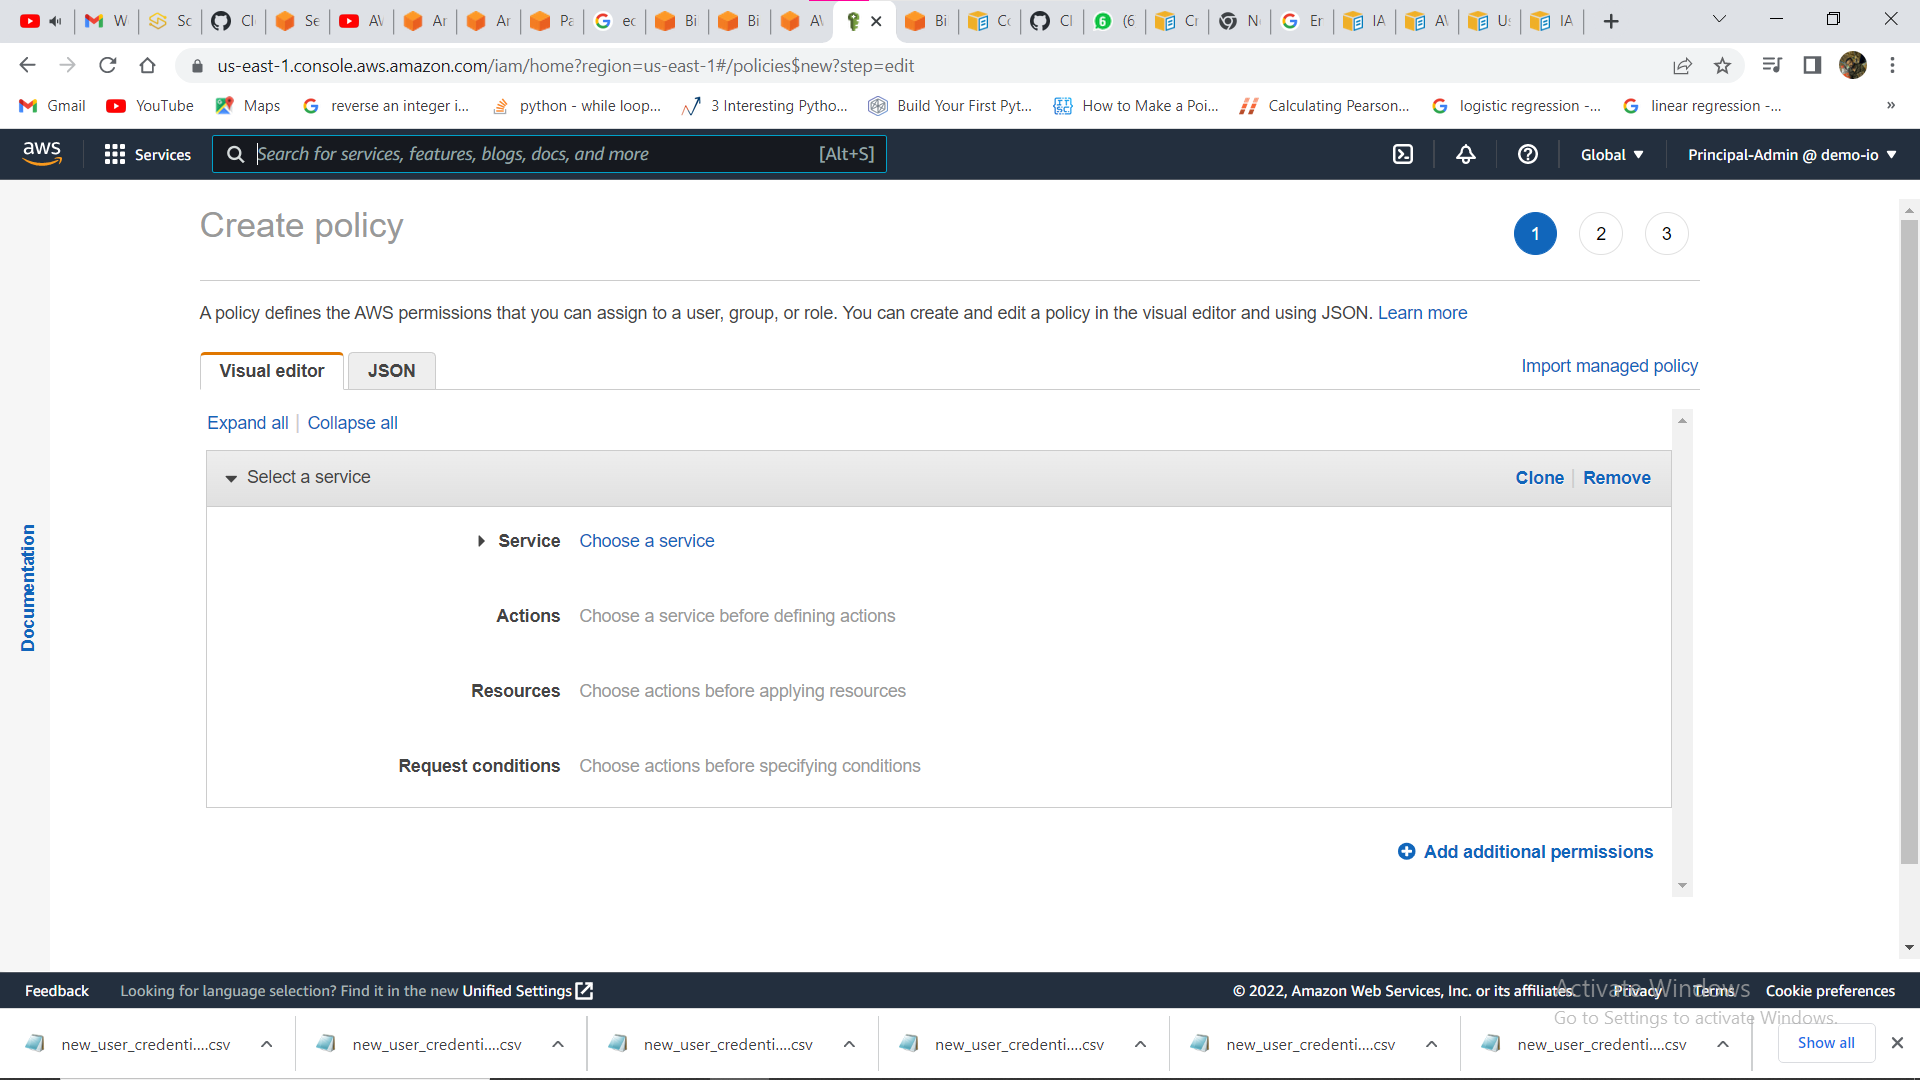 W
Sc
Cl
Se
AV
Ar
Ar
Pa
ec
Bi
Bi
AV
Bi
Co
Cl
(6
Cr
N
Er
IA
A
Us
IA
us-east-1.console.aws.amazon.com/iam/home?region=us-east-1#/policies$new?step=edit
Gmail
YouTube
Maps
reverse an integer i...
python - while loop...
3 Interesting Pytho...
Build Your First Pyt...
How to Make a Poi...
Calculating Pearson...
logistic regression -...
linear regression -...
»
aws
Services
Search for services, features, blogs, docs, and more
[Alt+S]
Global
Principal-Admin @ demo-io
Create policy
1
2
3
A policy defines the AWS permissions that you can assign to a user, group, or role. You can create and edit a policy in the visual editor and using JSON. Learn more
Visual editor
JSON
Import managed policy
Expand all | Collapse all
Select a service
Clone
Remove
Service Choose a service
Actions Choose a service before defining actions
Documentation
Resources Choose actions before applying resources
Request conditions Choose actions before specifying conditions
Add additional permissions
Feedback
Looking for language selection? Find it in the new Unified Settings
© 2022, Amazon Web Services, Inc. or its affiliates.
Privacy
Terms
Cookie preferences
Activate Windows
Go to Settings to activate Windows.
new_user_credenti....csv
new_user_credenti....csv
new_user_credenti....csv
new_user_credenti....csv
new_user_credenti....csv
new_user_credenti....csv
Show all